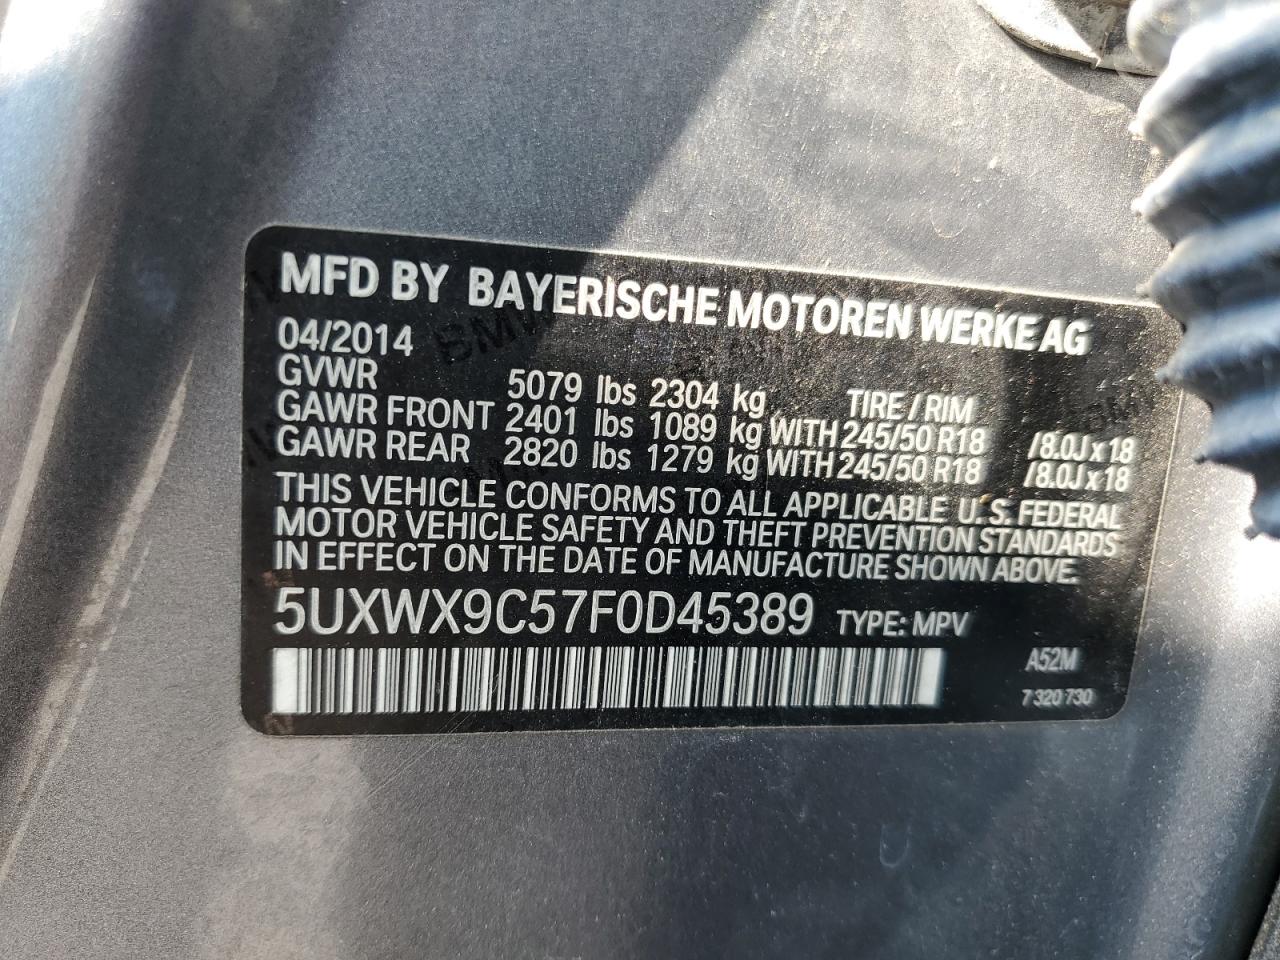 MFD BY BAYERISCHE MOTOREN WERKE AG
04/2014
GVWR 5079 lbs 2304 kg TIRE / RIM
GAWR FRONT 2401 lbs 1089 kg WITH 245/50 R18 /8.0J x 18
GAWR REAR 2820 lbs 1279 kg WITH 245/50 R18 /8.0J x 18
THIS VEHICLE CONFORMS TO ALL APPLICABLE U.S. FEDERAL
MOTOR VEHICLE SAFETY AND THEFT PREVENTION STANDARDS
IN EFFECT ON THE DATE OF MANUFACTURE SHOWN ABOVE.
5UXWX9C57F0D45389 TYPE: MPV
A52M
7 320 730
BMW